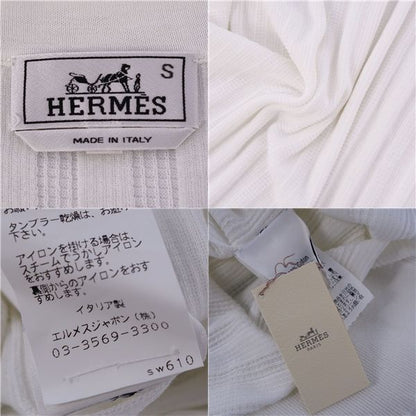 S
HERMES
MADE IN ITALY
タンブラー乾燥は、お避け
下さい。
アイロンを掛ける場合は、
スチームでうかしアイロン
をおすすめします。
裏側からのアイロンをおす
すめします。
イタリア製
エルメスジャポン(株)
03-3569-3300
sw610
HERMES
PARIS